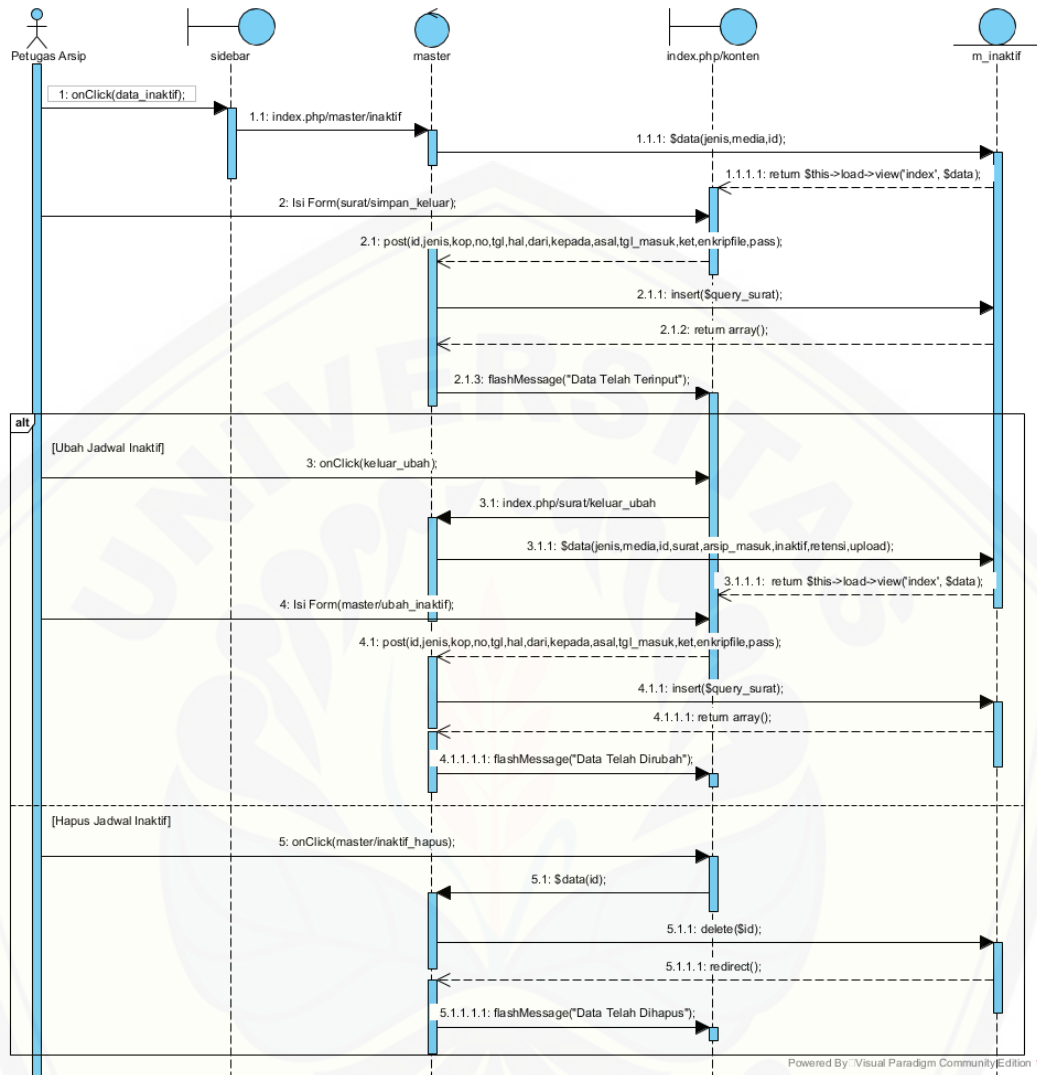 Petugas Arsip
sidebar
master
index.php/konten
m_inaktif
1: onClick(data_inaktif);
1.1: index.php/master/inaktif
1.1.1: $data(jenis,media,id);
1.1.1.1: return $this->load->view('index', $data);
2: Isi Form(surat/simpan_keluar);
2.1: post(id,jenis,kop,no,tgl,hal,dari,kepada,asal,tgl_masuk,ket,enkripfile,pass);
2.1.1: insert($query_surat);
2.1.2: return array();
2.1.3: flashMessage("Data Telah Terinput");
alt
[Ubah Jadwal Inaktif]
3: onClick(keluar_ubah);
3.1: index.php/surat/keluar_ubah
3.1.1: $data(jenis,media,id,surat,arsip_masuk,inaktif,retensi,upload);
3.1.1.1: return $this->load->view('index', $data);
4: Isi Form(master/ubah_inaktif);
4.1: post(id,jenis,kop,no,tgl,hal,dari,kepada,asal,tgl_masuk,ket,enkripfile,pass);
4.1.1: insert($query_surat);
4.1.1.1: return array();
4.1.1.1.1: flashMessage("Data Telah Dirubah");
[Hapus Jadwal Inaktif]
5: onClick(master/inaktif_hapus);
5.1: $data(id);
5.1.1: delete($id);
5.1.1.1: redirect();
5.1.1.1.1: flashMessage("Data Telah Dihapus");
UNIVERSITAS
Powered By Visual Paradigm Community Edition